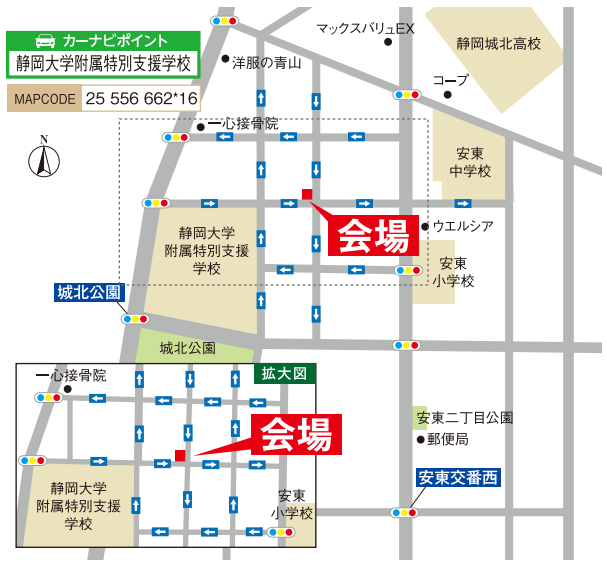 カーナビポイント
静岡大学附属特別支援学校
MAPCODE 25 556 662*16
N
マックスバリュEX
静岡城北高校
洋服の青山
コープ
一心接骨院
安東
中学校
静岡大学
附属特別支援
学校
会場
ウエルシア
安東
小学校
城北公園
城北公園
拡大図
一心接骨院
会場
静岡大学
附属特別支援
学校
安東
小学校
安東二丁目公園
郵便局
安東交番西